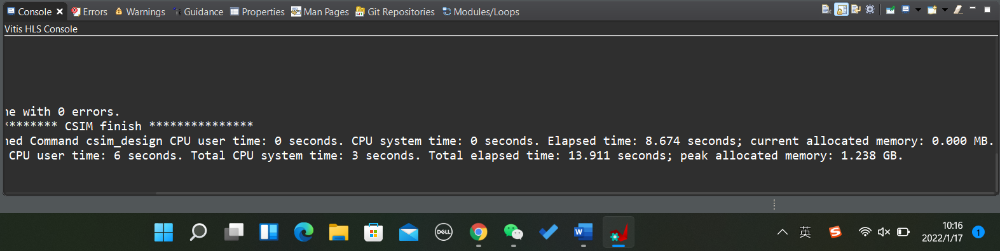 Console Errors Warnings Guidance Properties Man Pages Git Repositories Modules/Loops
Vitis HLS Console
ne with 0 errors.
******** CSIM finish ***************
ned Command csim_design CPU user time: 0 seconds. CPU system time: 0 seconds. Elapsed time: 8.674 seconds; current allocated memory: 0.000 MB.
CPU user time: 6 seconds. Total CPU system time: 3 seconds. Total elapsed time: 13.911 seconds; peak allocated memory: 1.238 GB.
DELL
英
10:16
2022/1/17
1